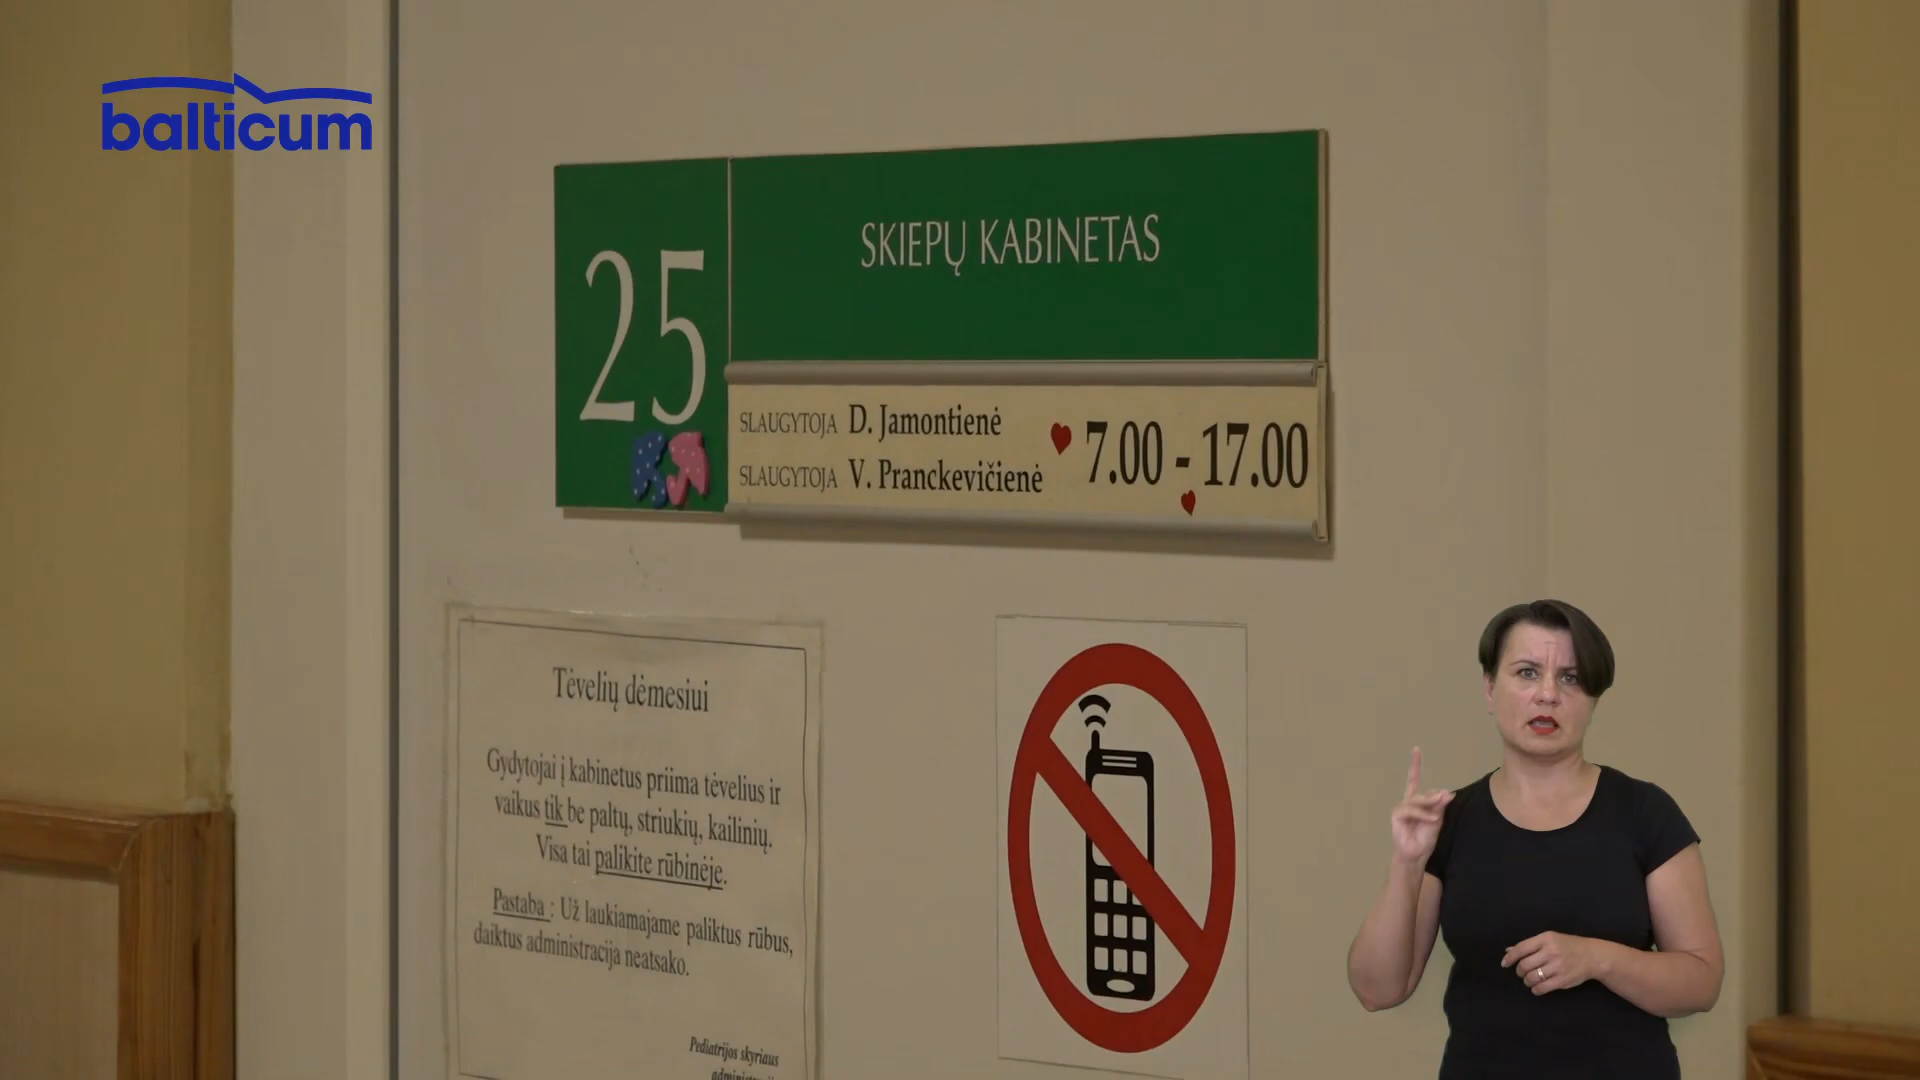 balticum
25
SKIEPŲ KABINETAS
SLAUGYTOJA D. Jamontienė
SLAUGYTOJA V. Pranckevičienė
7.00 - 17.00
Tėvelių dėmesiui
Gydytojai į kabinetus priima tėvelius ir
vaikus tik be paltų, striukių, kailinių.
Visa tai palikite rūbinėje.
Pastaba : Už laukiamajame paliktus rūbus,
daiktus administracija neatsako.
Pediatrijos skyriaus